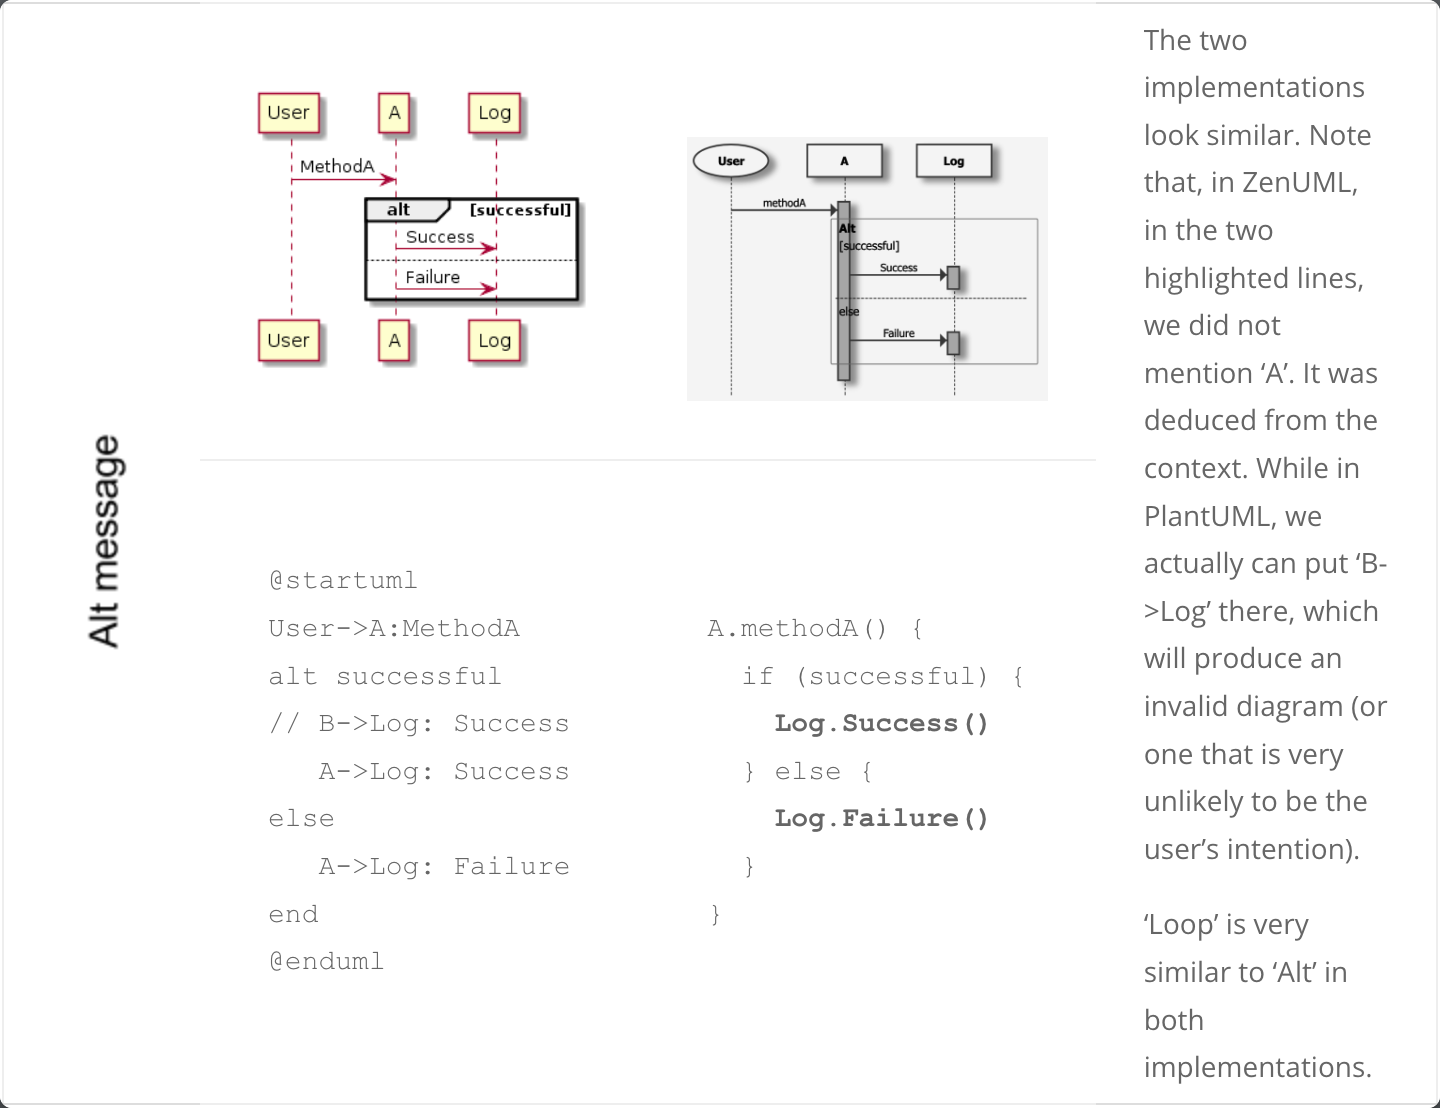 Alt message
User A Log
MethodA
alt [successful]
Success
Failure
User A Log
User A Log
methodA
Alt
[successful]
Success
else
Failure
@startuml
User->A:MethodA
alt successful
// B->Log: Success
   A->Log: Success
else
   A->Log: Failure
end
@enduml
A.methodA() {
  if (successful) {
    Log.Success()
  } else {
    Log.Failure()
  }
}
The two
implementations
look similar. Note
that, in ZenUML,
in the two
highlighted lines,
we did not
mention ‘A’. It was
deduced from the
context. While in
PlantUML, we
actually can put ‘B-
>Log’ there, which
will produce an
invalid diagram (or
one that is very
unlikely to be the
user’s intention).
‘Loop’ is very
similar to ‘Alt’ in
both
implementations.